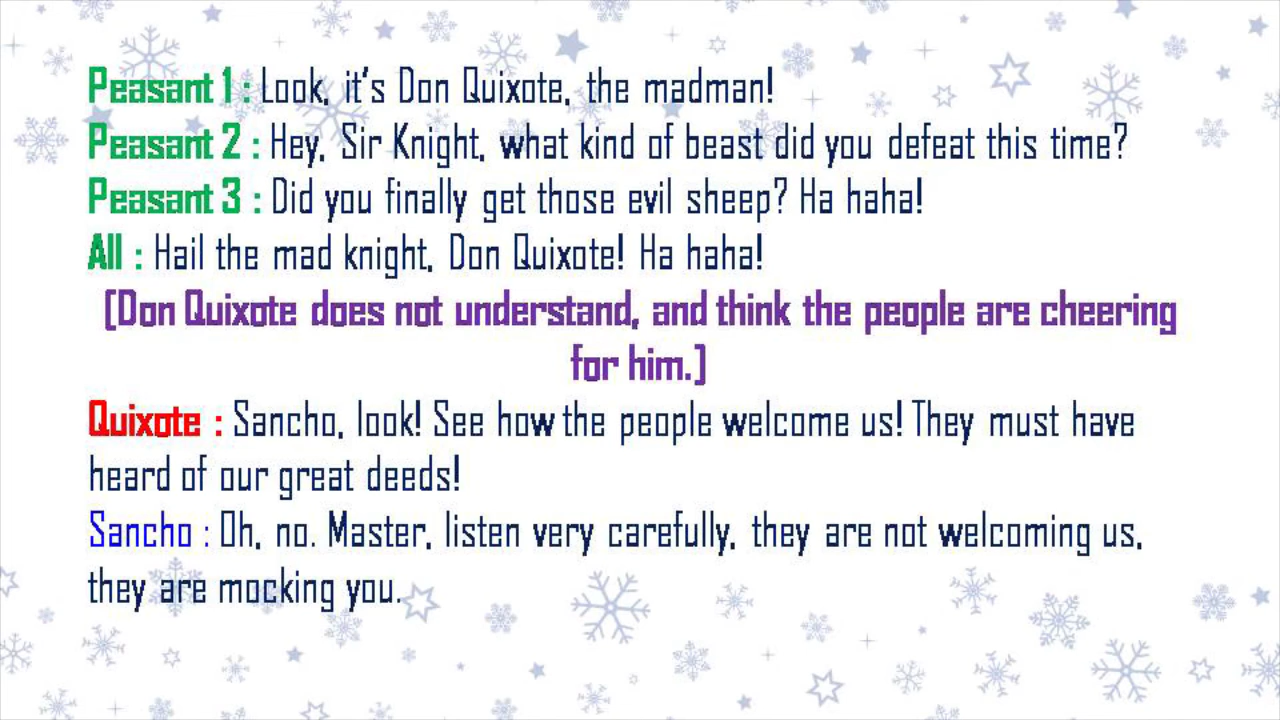 Peasant 1 : Look, it's Don Quixote, the madman!
Peasant 2 : Hey, Sir Knight, what kind of beast did you defeat this time?
Peasant 3 : Did you finally get those evil sheep? Ha haha!
All : Hail the mad knight, Don Quixote! Ha haha!
(Don Quixote does not understand, and think the people are cheering
for him.)
Quixote : Sancho, look! See how the people welcome us! They must have
heard of our great deeds!
Sancho : Oh, no. Master, listen very carefully, they are not welcoming us,
they are mocking you.